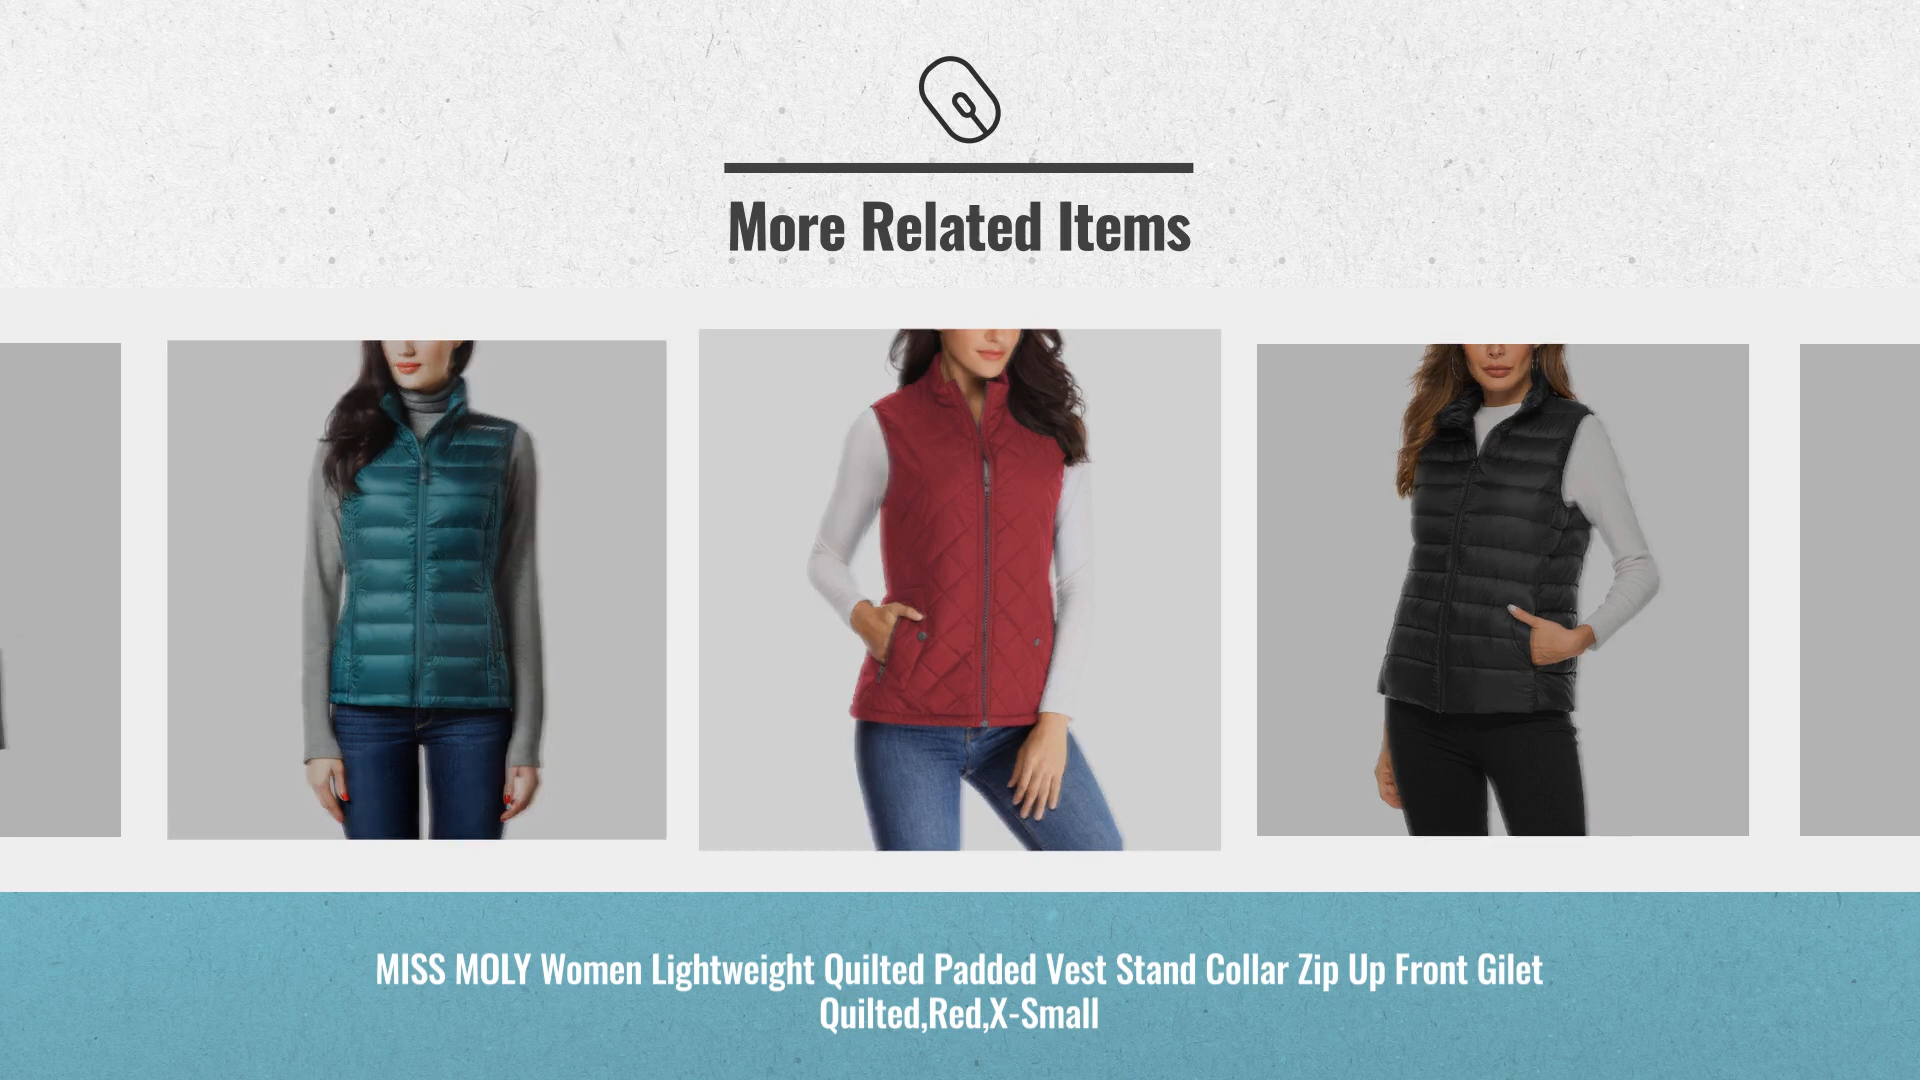 More Related Items
MISS MOLY Women Lightweight Quilted Padded Vest Stand Collar Zip Up Front Gilet
Quilted,Red,X-Small